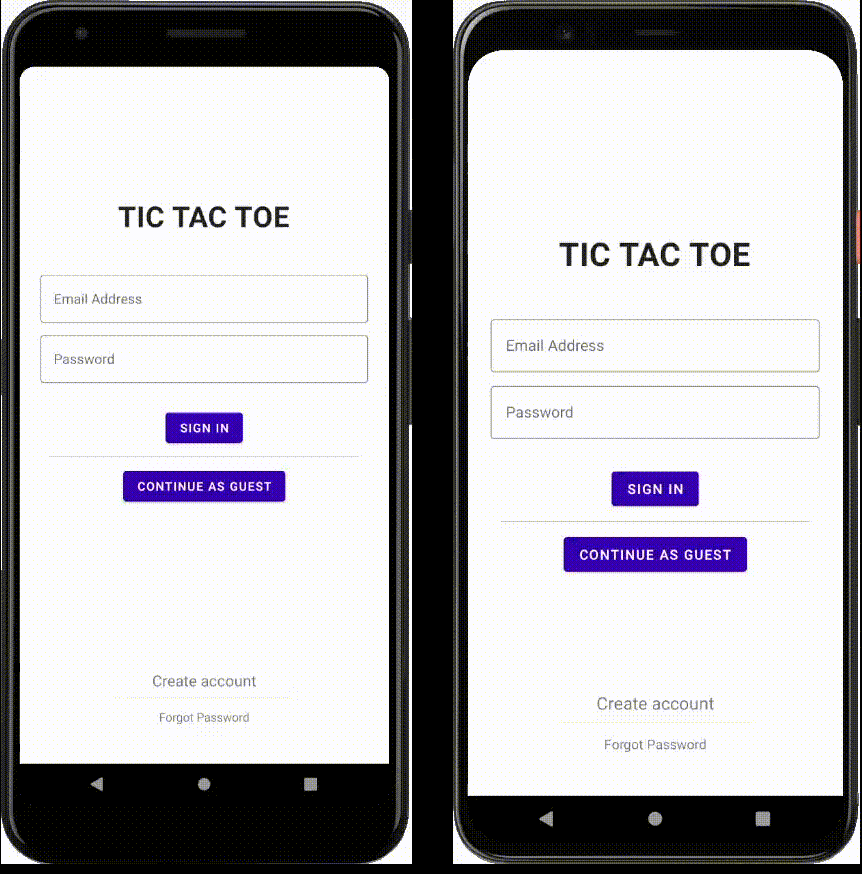 TIC TAC TOE
Email Address
Password
SIGN IN
CONTINUE AS GUEST
Create account
Forgot Password
TIC TAC TOE
Email Address
Password
SIGN IN
CONTINUE AS GUEST
Create account
Forgot Password